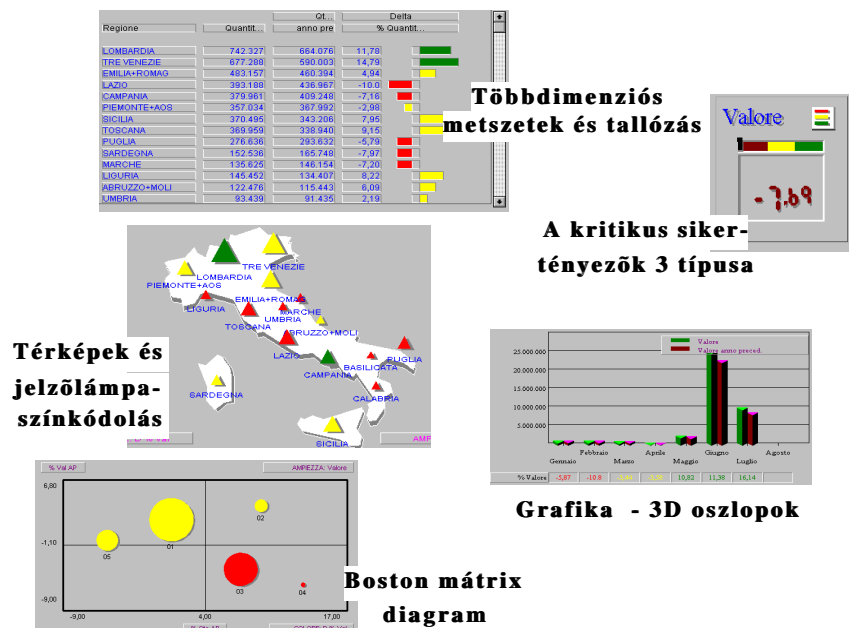 Qt... Delta
Regione Quantit... anno pre % Quantit...
LOMBARDIA 742.327 664.076 11,78
TRE VENEZIE 677.288 590.003 14,79
EMILIA+ROMAG 483.157 460.394 4,94
LAZIO 393.188 436.967 -10.0
CAMPANIA 379.961 409.248 -7,16
PIEMONTE+AOS 357.034 367.992 -2,98
SICILIA 370.495 343.206 7,95
TOSCANA 369.959 338.940 9,15
PUGLIA 276.636 293.632 -5,79
SARDEGNA 152.536 165.748 -7,97
MARCHE 135.625 146.154 -7,20
LIGURIA 145.452 134.407 8,22
ABRUZZO+MOLI 122.476 115.443 6,09
UMBRIA 93.439 91.435 2,19
Többdimenziós
metszetek és tallózás
Valore
-7,69
A kritikus siker-
tényezõk 3 típusa
TRE VENEZIE
LOMBARDIA
PIEMONTE+AOS
EMILIA+ROMAG
LIGURIA
MARCHE
UMBRIA
TOSCANA
ABRUZZO+MOLI
LAZIO
PUGLIA
BASILICATA
CAMPANIA
SARDEGNA
CALABRIA
SICILIA
Térképek és
jelzõlámpa-
színkódolás
Valore
Valore anno preced.
25.000.000
20.000.000
15.000.000
10.000.000
5.000.000
Gennaio Febbraio Marzo Aprile Maggio Giugno Luglio Agosto
% Valore -5,87 -10.8 10,82 11,38 16,14
Grafika - 3D oszlopok
% Val AP AMPIEZZA: Valore
6,80
-1,10
-9,00
02
01
05
03
04
-9,00 4,00 17,00
Boston mátrix
diagram